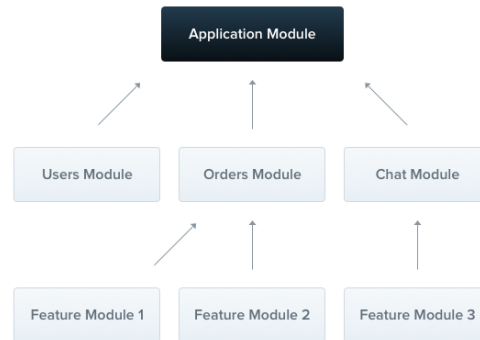 Application Module
Users Module
Orders Module
Chat Module
Feature Module 1
Feature Module 2
Feature Module 3